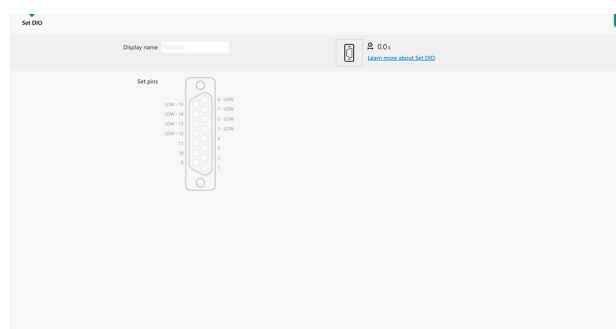 Set DIO
Display name Set DIO
0.0 s
Learn more about Set DIO
Set pins
8 - LOW
LOW - 15
7 - LOW
LOW - 14
6 - LOW
LOW - 13
5 - LOW
LOW - 12
4
11
3
10
2
9
1